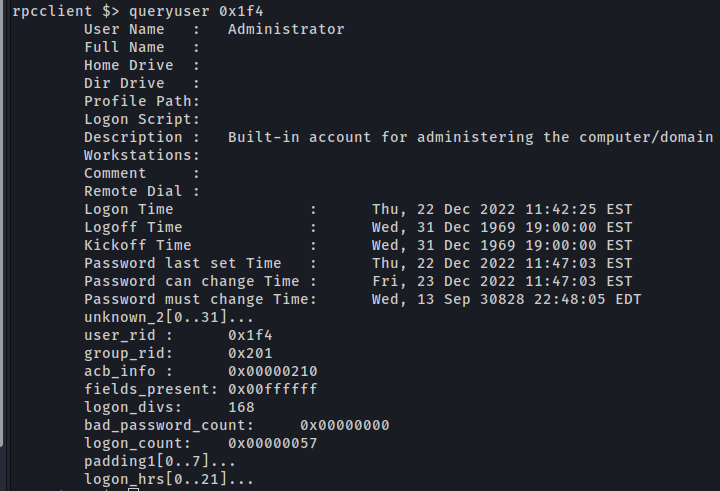 rpcclient $> queryuser 0x1f4
User Name   :   Administrator
Full Name   :
Home Drive  :
Dir Drive   :
Profile Path:
Logon Script:
Description :   Built-in account for administering the computer/domain
Workstations:
Comment     :
Remote Dial :
Logon Time               :      Thu, 22 Dec 2022 11:42:25 EST
Logoff Time              :      Wed, 31 Dec 1969 19:00:00 EST
Kickoff Time             :      Wed, 31 Dec 1969 19:00:00 EST
Password last set Time   :      Thu, 22 Dec 2022 11:47:03 EST
Password can change Time :      Fri, 23 Dec 2022 11:47:03 EST
Password must change Time:      Wed, 13 Sep 30828 22:48:05 EDT
unknown_2[0..31]...
user_rid :      0x1f4
group_rid:      0x201
acb_info :      0x00000210
fields_present: 0x00ffffff
logon_divs:     168
bad_password_count:     0x00000000
logon_count:    0x00000057
padding1[0..7]...
logon_hrs[0..21]...